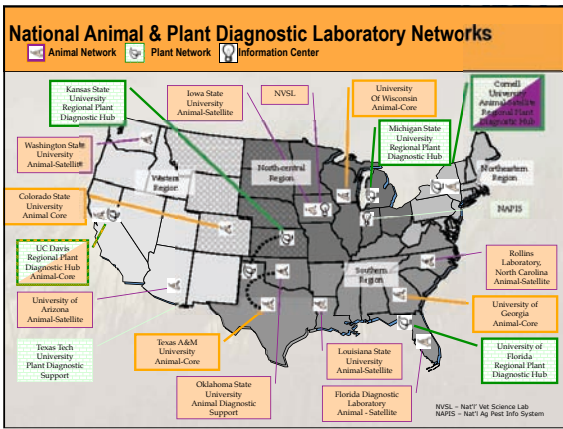 National Animal & Plant Diagnostic Laboratory Networks
Animal Network
Plant Network
Information Center
Kansas State
University
Regional Plant
Diagnostic Hub
Iowa State
University
Animal-Satellite
NVSL
University
Of Wisconsin
Animal-Core
Cornell
University
Animal-Satellite
Regional Plant
Diagnostic Hub
Michigan State
University
Regional Plant
Diagnostic Hub
Washington State
University
Animal-Satellite
Western
Region
North-central
Region
Northeastern
Region
NAPIS
Colorado State
University
Animal Core
UC Davis
Regional Plant
Diagnostic Hub
Animal-Core
Southern
Region
Rollins
Laboratory,
North Carolina
Animal-Satellite
University of
Arizona
Animal-Satellite
University of
Georgia
Animal-Core
Texas Tech
University
Plant Diagnostic
Support
Texas A&M
University
Animal-Core
Louisiana State
University
Animal-Satellite
University of
Florida
Regional Plant
Diagnostic Hub
Oklahoma State
University
Animal Diagnostic
Support
Florida Diagnostic
Laboratory
Animal - Satellite
NVSL – Nat'l' Vet Science Lab
NAPIS – Nat'l Ag Pest Info System